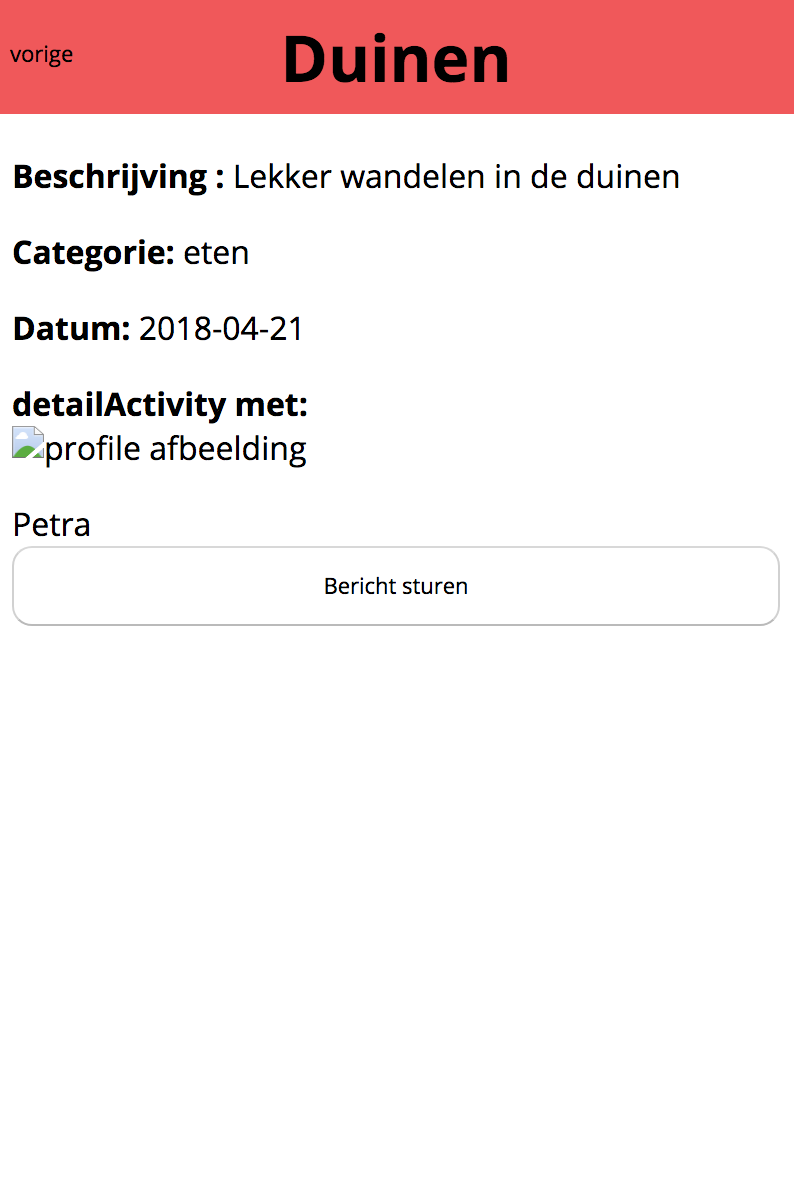 vorige
Duinen
Beschrijving : Lekker wandelen in de duinen
Categorie: eten
Datum: 2018-04-21
detailActivity met:
profile afbeelding
Petra
Bericht sturen